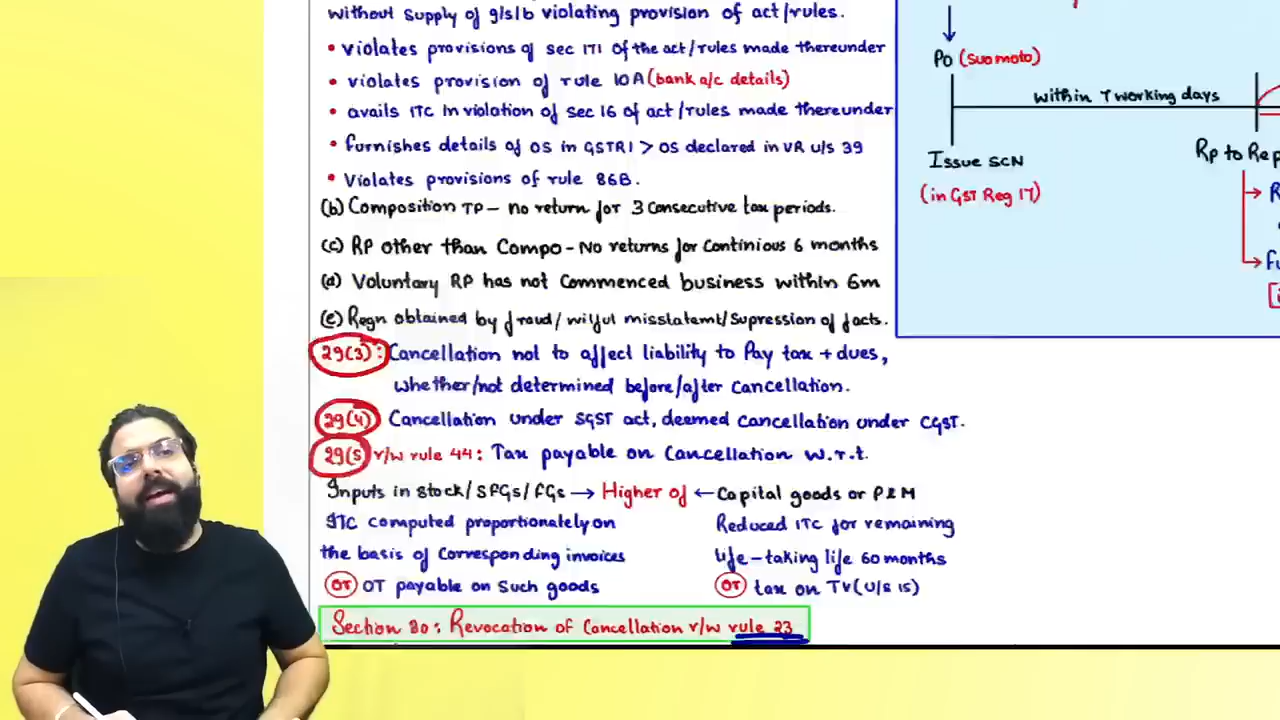 without supply of g/s/b violating provision of act/rules.
• violates provisions of sec 171 of the act/rules made thereunder
• violates provision of rule 10A (bank a/c details)
• avails ITC in violation of sec 16 of act/rules made thereunder
• furnishes details of OS in GSTR1 > OS declared in VR u/s 39
• Violates provisions of rule 86B.
(b) Composition TP – No return for 3 Consecutive tax periods.
(c) RP other than Compo – No returns for Continious 6 months
(d) Voluntary RP has not Commenced business within 6m
(e) Regn obtained by fraud/wilful misstatemt/Supression of facts.
29(3): Cancellation not to affect liability to Pay tax + dues,
whether/not determined before/after Cancellation.
29(4) Cancellation under SGST act, deemed Cancellation under CGST.
29(5) r/w rule 44: Tax payable on Cancellation w.r.t.
Inputs in Stock/SFGs/FGs → Higher of ← Capital goods or P&M
ITC computed proportionately on
the basis of Corresponding invoices
or OT payable on Such goods
Reduced ITC for remaining
life – taking life 60 months
or tax on TV (U/s 15)
Section 30: Revocation of Cancellation r/w rule 23
PO (Suo moto)
within 7 working days
Issue SCN
(in GST Reg 17)
Rp to Rep